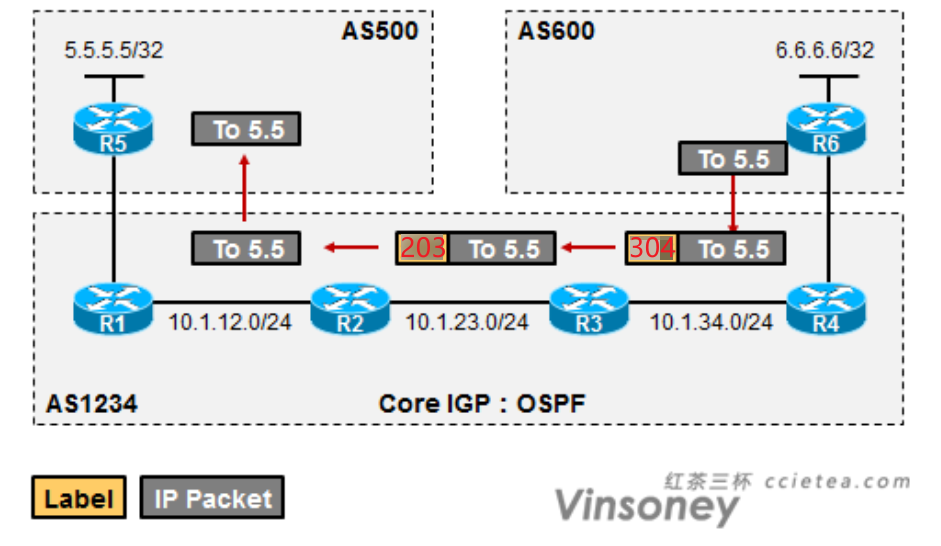 AS500
AS600
5.5.5.5/32
6.6.6.6/32
R5
To 5.5
R6
To 5.5
To 5.5
203 To 5.5
304 To 5.5
R1
10.1.12.0/24
R2
10.1.23.0/24
R3
10.1.34.0/24
R4
AS1234
Core IGP：OSPF
Label
IP Packet
红茶三杯 ccietea.com
Vinsoney